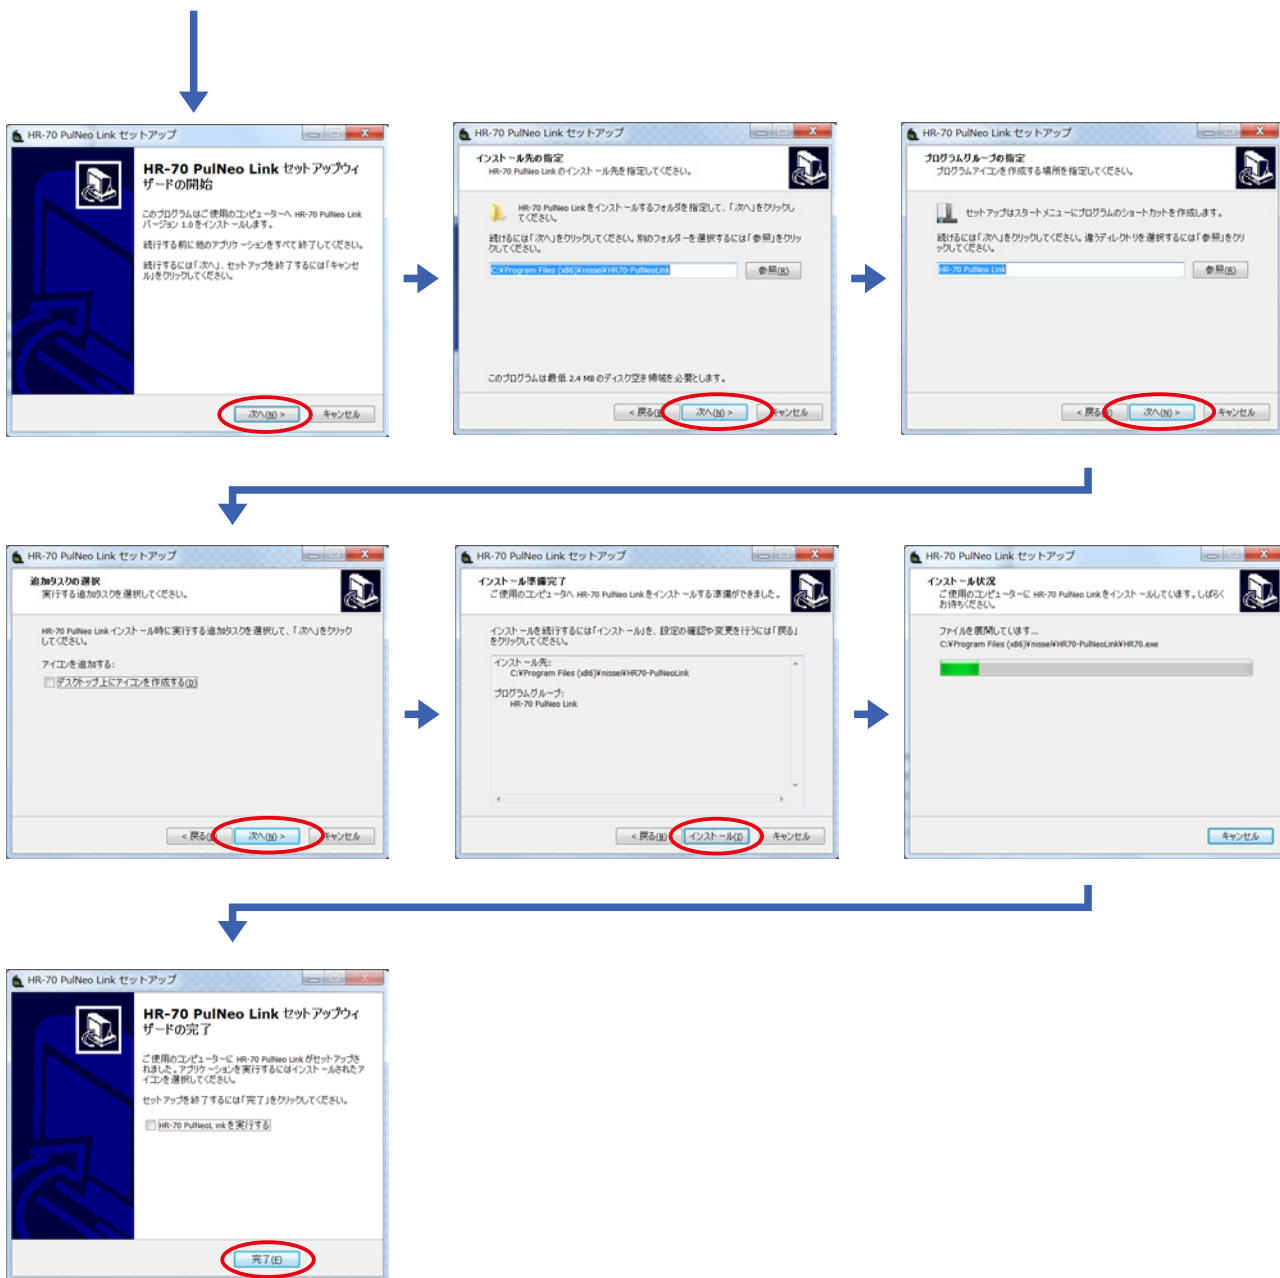 HR-70 PulNeo Link セットアップ
HR-70 PulNeo Link セットアップウィ
ザードの開始
このプログラムはご使用のコンピューターへ HR-70 PulNeo Link
バージョン 1.0をインストールします。
続行する前に他のアプリケーションをすべて終了してください。
続行するには「次へ」、セットアップを終了するには「キャンセ
ル」をクリックしてください。
次へ(N) >
キャンセル
HR-70 PulNeo Link セットアップ
インストール先の指定
HR-70 PulNeo Link のインストール先を指定してください。
HR-70 PulNeo Link をインストールするフォルダを指定して、「次へ」をクリックし
てください。
続けるには「次へ」をクリックしてください。別のフォルダーを選択するには「参照」をクリッ
クしてください。
C:¥Program Files (x86)¥nissei¥HR70-PulNeoLink
参照(R)
このプログラムは最低 2.4 MB のディスク空き領域を必要とします。
< 戻る(B)
次へ(N) >
キャンセル
HR-70 PulNeo Link セットアップ
プログラムグループの指定
プログラムアイコンを作成する場所を指定してください。
セットアップはスタートメニューにプログラムのショートカットを作成します。
続けるには「次へ」をクリックしてください。違うディレクトリを選択するには「参照」をクリ
ックしてください。
HR-70 PulNeo Link
参照(R)
< 戻る(B)
次へ(N) >
キャンセル
HR-70 PulNeo Link セットアップ
追加タスクの選択
実行する追加タスクを選択してください。
HR-70 PulNeo Link インストール時に実行する追加タスクを選択して、「次へ」をクリック
してください。
アイコンを追加する:
デスクトップ上にアイコンを作成する(D)
< 戻る(B)
次へ(N) >
キャンセル
HR-70 PulNeo Link セットアップ
インストール準備完了
ご使用のコンピュータへ HR-70 PulNeo Link をインストールする準備ができました。
インストールを続行するには「インストール」を、設定の確認や変更を行うには「戻る」
をクリックしてください。
インストール先:
C:¥Program Files (x86)¥nissei¥HR70-PulNeoLink
プログラムグループ:
HR-70 PulNeo Link
< 戻る(B)
インストール(I)
キャンセル
HR-70 PulNeo Link セットアップ
インストール状況
ご使用のコンピューターに HR-70 PulNeo Link をインストールしています。しばらく
お待ちください。
ファイルを展開しています...
C:¥Program Files (x86)¥nissei¥HR70-PulNeoLink¥HR70.exe
キャンセル
HR-70 PulNeo Link セットアップ
HR-70 PulNeo Link セットアップウィ
ザードの完了
ご使用のコンピューターに HR-70 PulNeo Link がセットアップさ
れました。アプリケーションを実行するにはインストールされたア
イコンを選択してください。
セットアップを終了するには「完了」をクリックしてください。
HR-70 PulNeoLinkを実行する
完了(F)